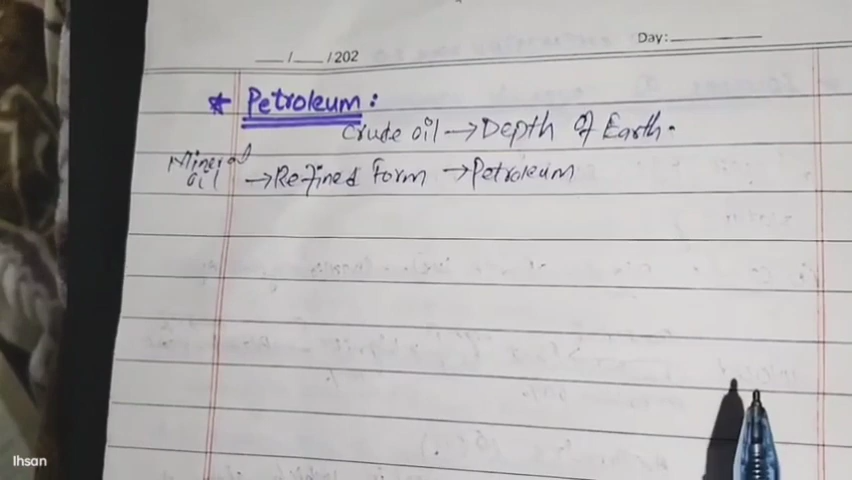 Day:
__/__/202
★ Petroleum:
Crude oil → Depth of Earth.
Mineral oil → Refined Form → Petroleum
Ihsan